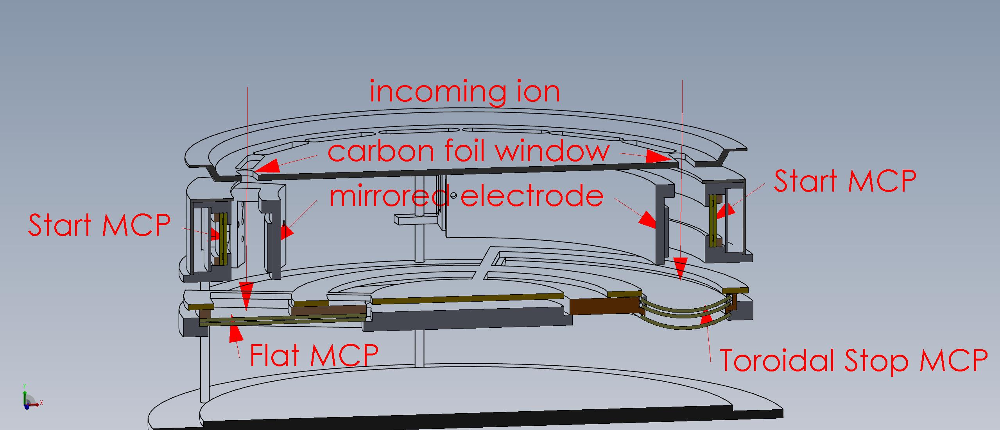 incoming ion
carbon foil window
Start MCP
mirrored electrode
Start MCP
Flat MCP
Toroidal Stop MCP
Y
X